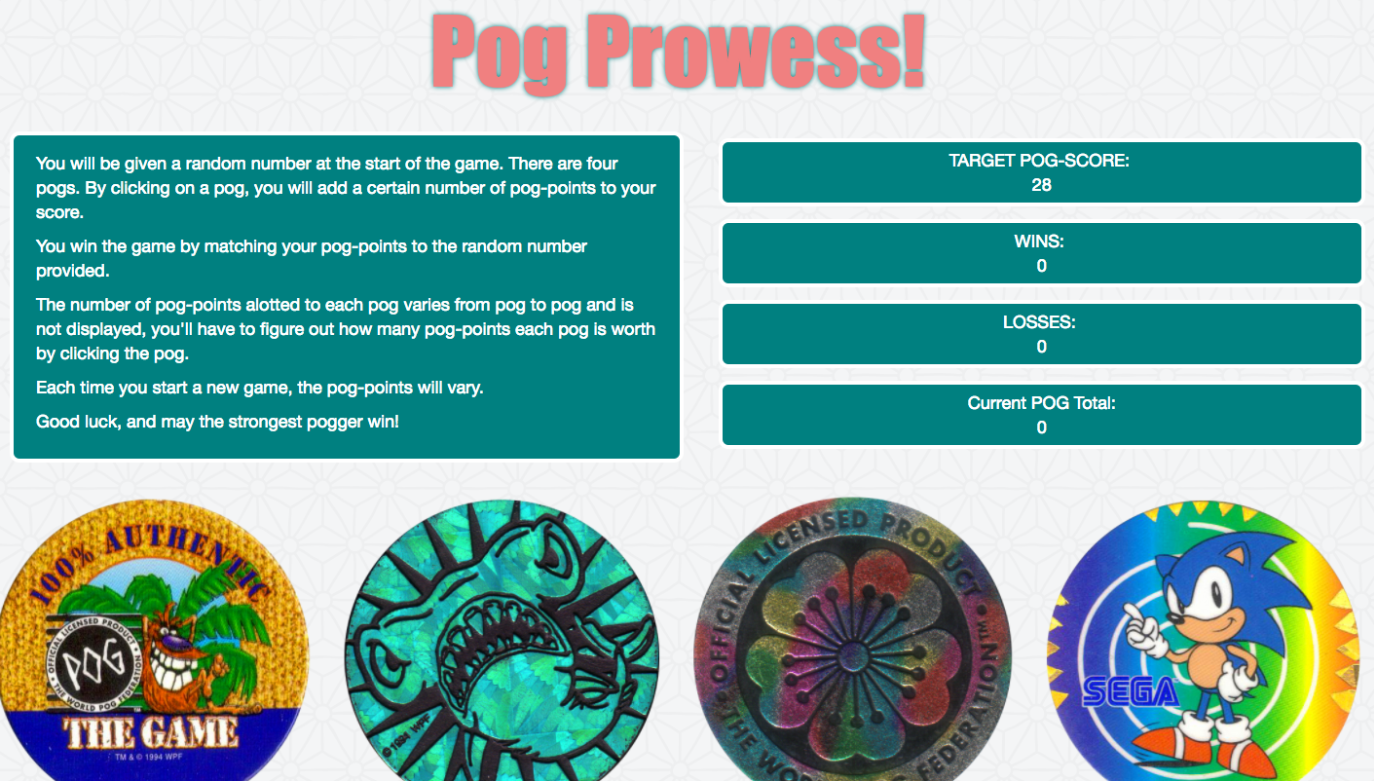 Pog Prowess!
You will be given a random number at the start of the game. There are four
pogs. By clicking on a pog, you will add a certain number of pog-points to your
score.
You win the game by matching your pog-points to the random number
provided.
The number of pog-points alotted to each pog varies from pog to pog and is
not displayed, you'll have to figure out how many pog-points each pog is worth
by clicking the pog.
Each time you start a new game, the pog-points will vary.
Good luck, and may the strongest pogger win!
TARGET POG-SCORE:
28
WINS:
0
LOSSES:
0
Current POG Total:
0
100% AUTHENTIC
OFFICIAL LICENSED PRODUCT
POG
THE WORLD POG FEDERATION
THE GAME
TM & © 1994 WPF
© 1994 WPF
OFFICIAL LICENSED PRODUCT
THE
FEDERATION™
SEGA